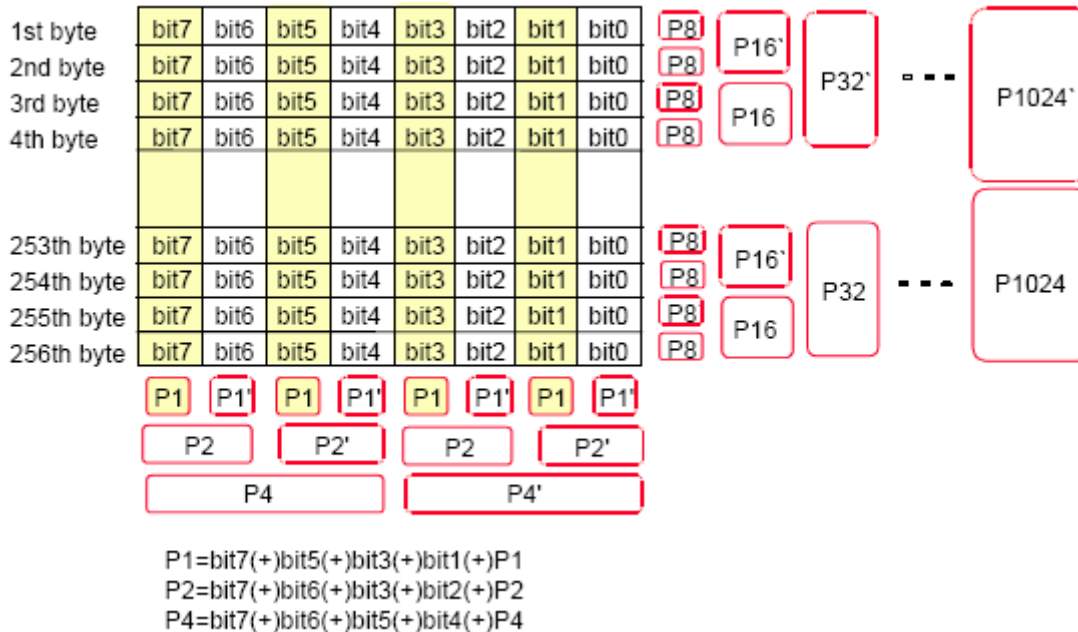 1st byte bit7 bit6 bit5 bit4 bit3 bit2 bit1 bit0 P8 P16` P32` P1024`
2nd byte bit7 bit6 bit5 bit4 bit3 bit2 bit1 bit0 P8
3rd byte bit7 bit6 bit5 bit4 bit3 bit2 bit1 bit0 P8 P16
4th byte bit7 bit6 bit5 bit4 bit3 bit2 bit1 bit0 P8
253th byte bit7 bit6 bit5 bit4 bit3 bit2 bit1 bit0 P8 P16` P32 P1024
254th byte bit7 bit6 bit5 bit4 bit3 bit2 bit1 bit0 P8
255th byte bit7 bit6 bit5 bit4 bit3 bit2 bit1 bit0 P8 P16
256th byte bit7 bit6 bit5 bit4 bit3 bit2 bit1 bit0 P8
P1 P1' P1 P1' P1 P1' P1 P1'
P2 P2' P2 P2'
P4 P4'
P1=bit7(+)bit5(+)bit3(+)bit1(+)P1
P2=bit7(+)bit6(+)bit3(+)bit2(+)P2
P4=bit7(+)bit6(+)bit5(+)bit4(+)P4